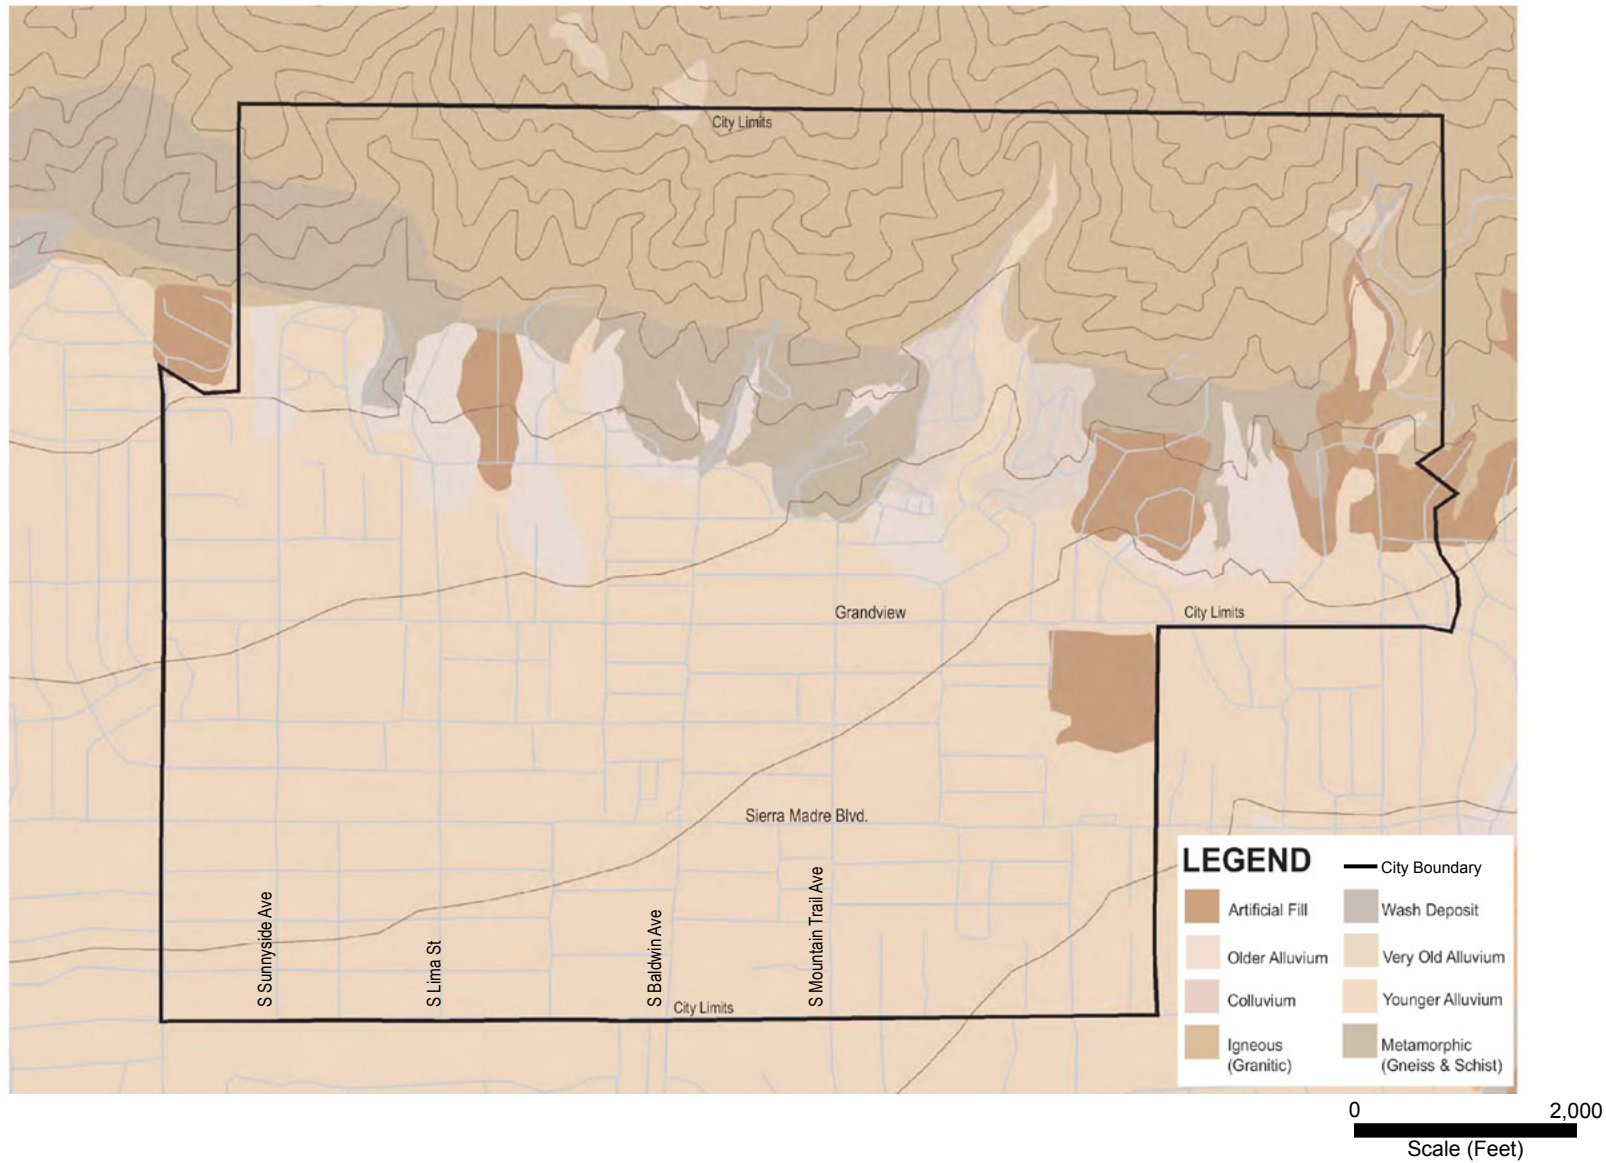 City Limits
Grandview
City Limits
Sierra Madre Blvd.
S Sunnyside Ave
S Lima St
S Baldwin Ave
S Mountain Trail Ave
City Limits
LEGEND
City Boundary
Artificial Fill
Wash Deposit
Older Alluvium
Very Old Alluvium
Colluvium
Younger Alluvium
Igneous
(Granitic)
Metamorphic
(Gneiss & Schist)
0
2,000
Scale (Feet)